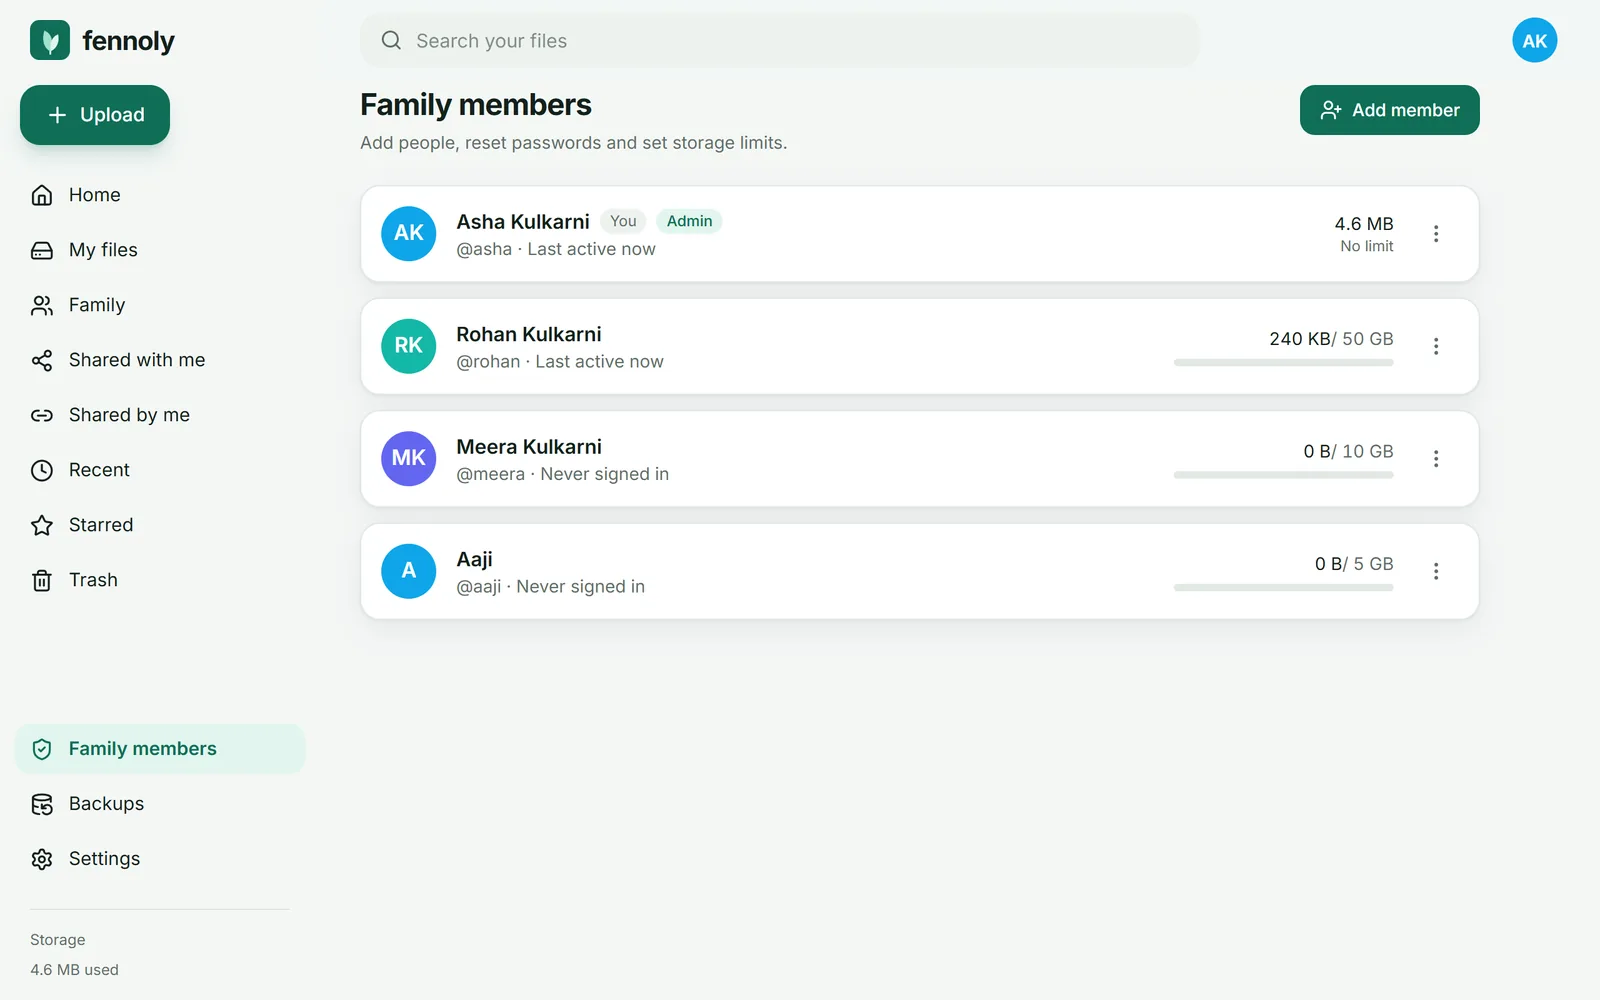 fennoly
Search your files
AK
Upload
Home
My files
Family
Shared with me
Shared by me
Recent
Starred
Trash
Family members
Backups
Settings
Storage
4.6 MB used
Family members
Add people, reset passwords and set storage limits.
Add member
AK
Asha Kulkarni You Admin
@asha · Last active now
4.6 MB
No limit
RK
Rohan Kulkarni
@rohan · Last active now
240 KB/ 50 GB
MK
Meera Kulkarni
@meera · Never signed in
0 B/ 10 GB
A
Aaji
@aaji · Never signed in
0 B/ 5 GB